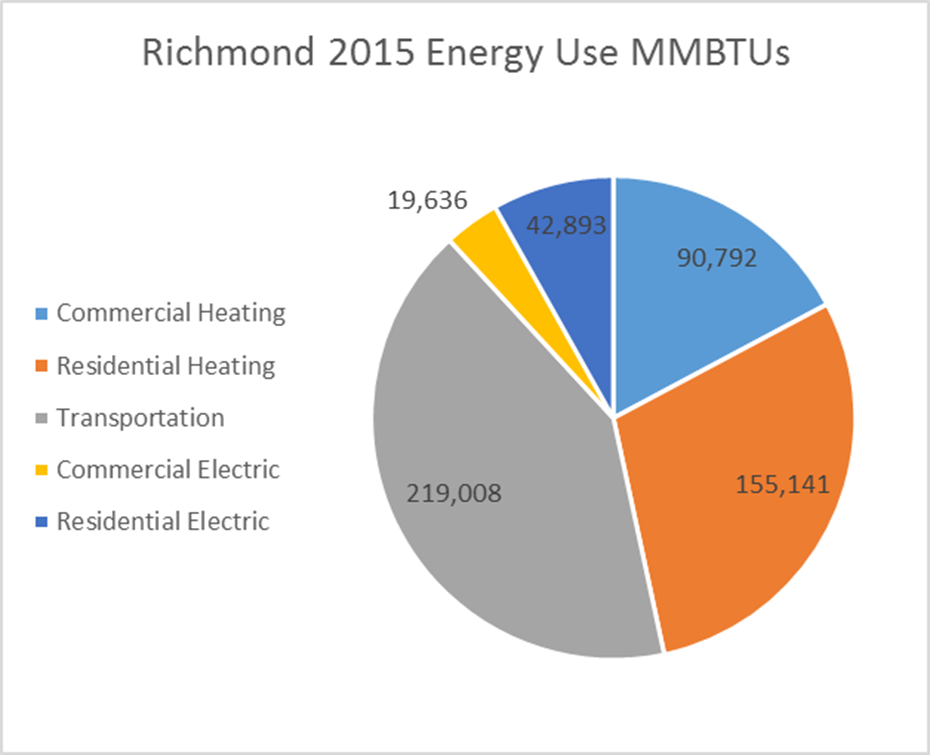 Richmond 2015 Energy Use MMBTUs
19,636
42,893
90,792
Commercial Heating
Residential Heating
Transportation
Commercial Electric
Residential Electric
219,008
155,141